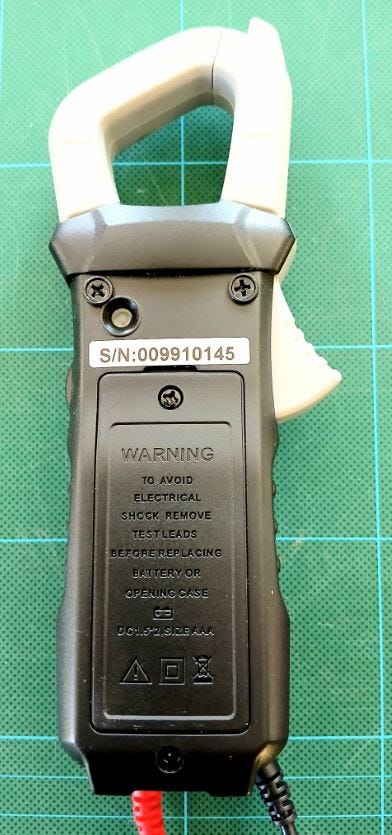 S/N:009910145
WARNING
TO AVOID
ELECTRICAL
SHOCK REMOVE
TEST LEADS
BEFORE REPLACING
BATTERY OR
OPENING CASE
DC1.5*2,SIZE AAA